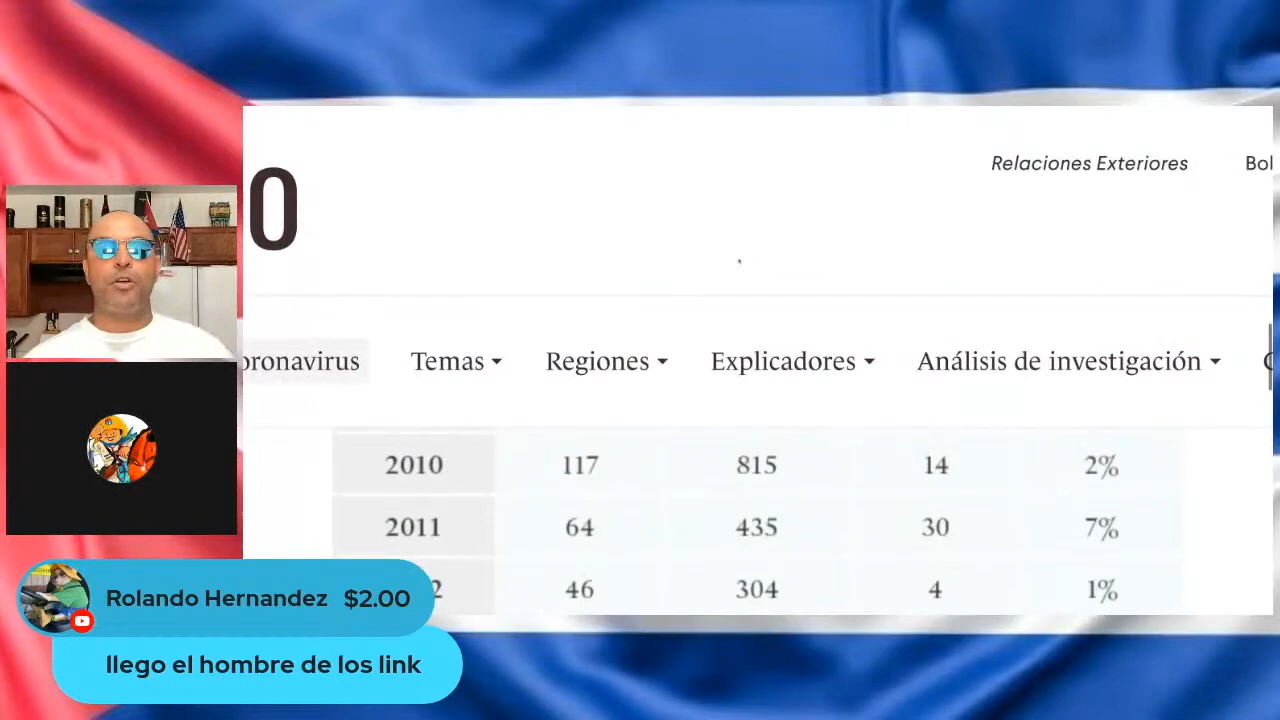 0
Relaciones Exteriores Bol
oronavirus Temas Regiones Explicadores Análisis de investigación
2010 117 815 14 2%
2011 64 435 30 7%
2 46 304 4 1%
Rolando Hernandez $2.00
llego el hombre de los link